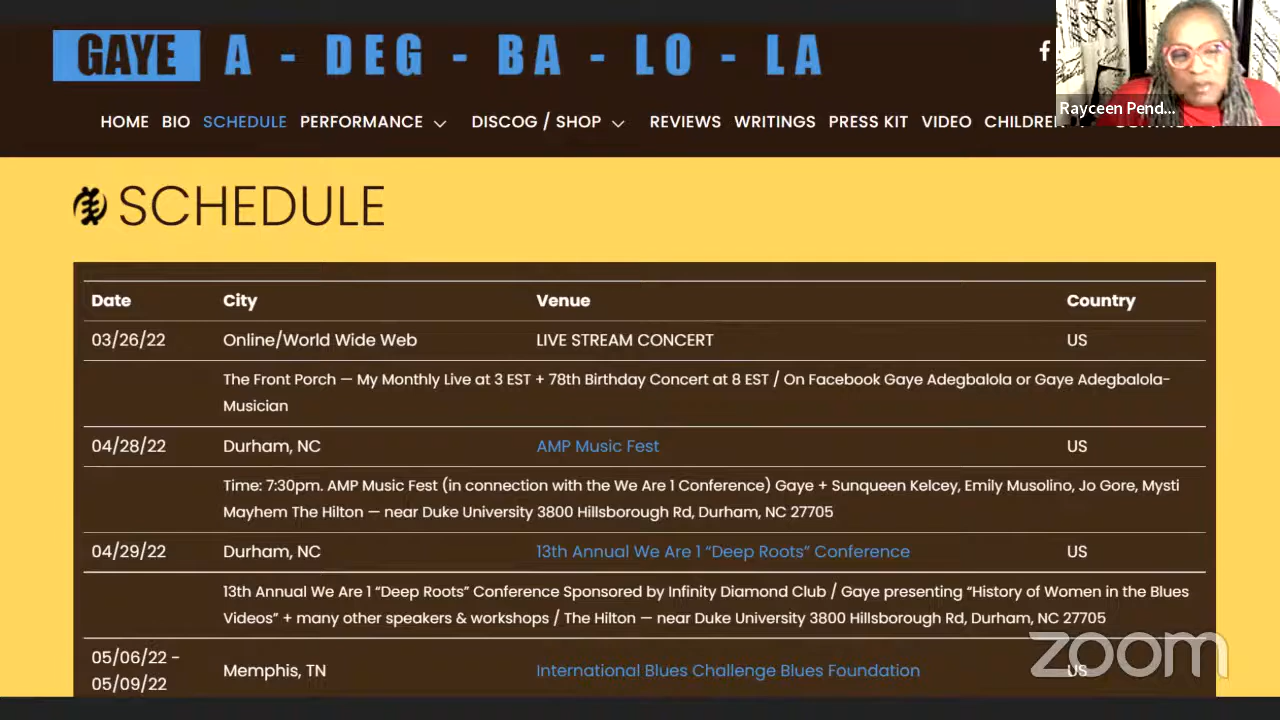 GAYE A - DEG - BA - LO - LA
f
Rayceen Pend...
HOME BIO SCHEDULE PERFORMANCE DISCOG / SHOP REVIEWS WRITINGS PRESS KIT VIDEO CHILDREN CONTACT
SCHEDULE
Date City Venue Country
03/26/22 Online/World Wide Web LIVE STREAM CONCERT US
The Front Porch — My Monthly Live at 3 EST + 78th Birthday Concert at 8 EST / On Facebook Gaye Adegbalola or Gaye Adegbalola-
Musician
04/28/22 Durham, NC AMP Music Fest US
Time: 7:30pm. AMP Music Fest (in connection with the We Are 1 Conference) Gaye + Sunqueen Kelcey, Emily Musolino, Jo Gore, Mysti
Mayhem The Hilton — near Duke University 3800 Hillsborough Rd, Durham, NC 27705
04/29/22 Durham, NC 13th Annual We Are 1 “Deep Roots” Conference US
13th Annual We Are 1 “Deep Roots” Conference Sponsored by Infinity Diamond Club / Gaye presenting “History of Women in the Blues
Videos” + many other speakers & workshops / The Hilton — near Duke University 3800 Hillsborough Rd, Durham, NC 27705
05/06/22 -
05/09/22 Memphis, TN International Blues Challenge Blues Foundation US
zoom